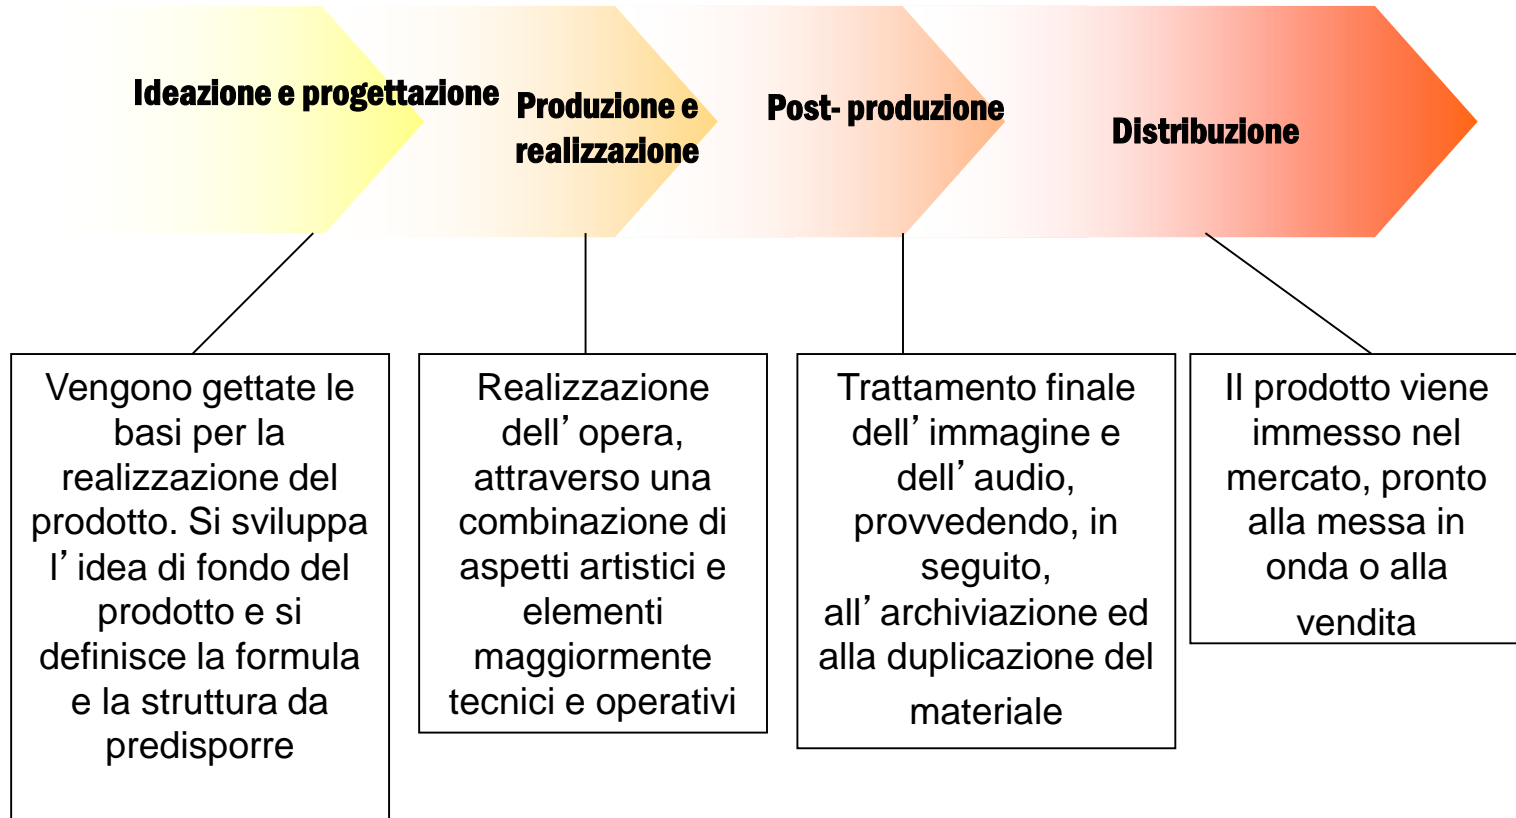 Ideazione e progettazione
Produzione e
realizzazione
Post- produzione
Distribuzione
Vengono gettate le
basi per la
realizzazione del
prodotto. Si sviluppa
l’ idea di fondo del
prodotto e si
definisce la formula
e la struttura da
predisporre
Realizzazione
dell’ opera,
attraverso una
combinazione di
aspetti artistici e
elementi
maggiormente
tecnici e operativi
Trattamento finale
dell’ immagine e
dell’ audio,
provvedendo, in
seguito,
all’ archiviazione ed
alla duplicazione del
materiale
Il prodotto viene
immesso nel
mercato, pronto
alla messa in
onda o alla
vendita